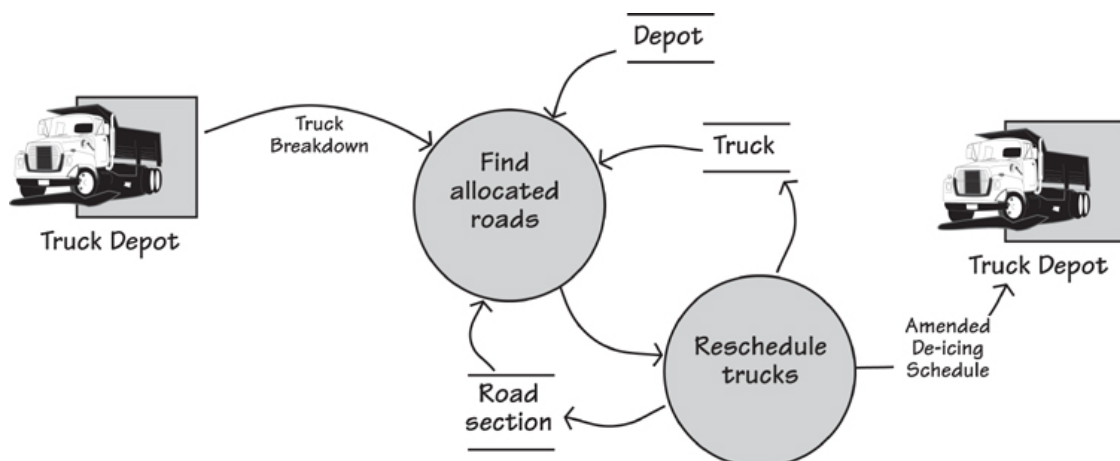 Depot
Truck
Breakdown
Truck
Find
allocated
roads
Truck Depot
Truck Depot
Reschedule
trucks
Amended
De-icing
Schedule
Road
section